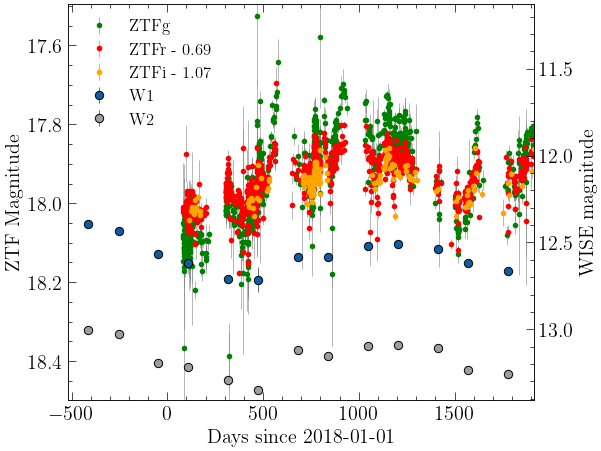 ZTFg
ZTFr - 0.69
ZTFi - 1.07
W1
W2
17.6
17.8
18.0
18.2
18.4
ZTF Magnitude
11.5
12.0
12.5
13.0
WISE magnitude
−500
0
500
1000
1500
Days since 2018-01-01